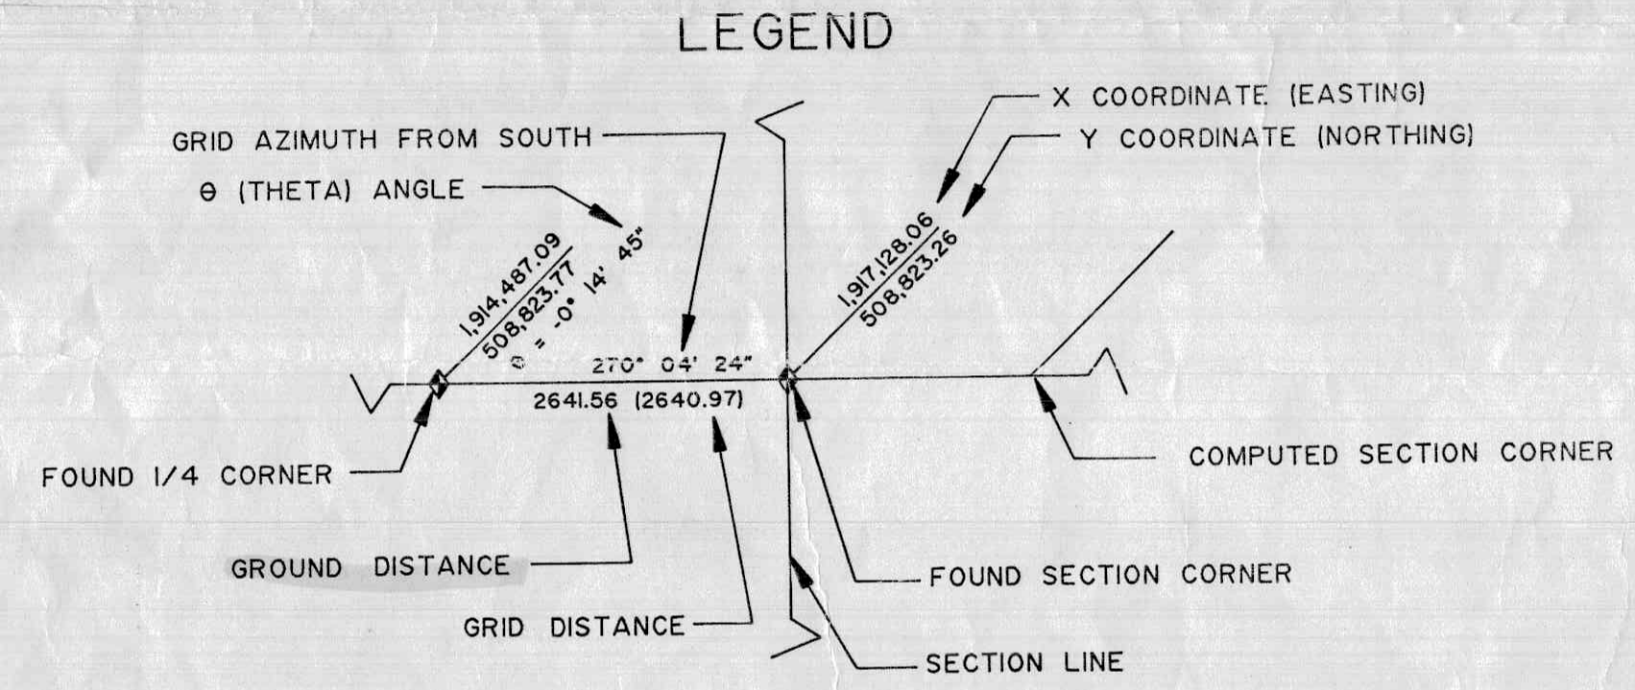 LEGEND
X COORDINATE (EASTING)
Y COORDINATE (NORTHING)
GRID AZIMUTH FROM SOUTH
θ (THETA) ANGLE
1,914,487.09
508,823.77
θ = -0° 14' 45"
1,917,128.06
508,823.26
270° 04' 24"
2641.56 (2640.97)
FOUND 1/4 CORNER
COMPUTED SECTION CORNER
GROUND DISTANCE
FOUND SECTION CORNER
GRID DISTANCE
SECTION LINE